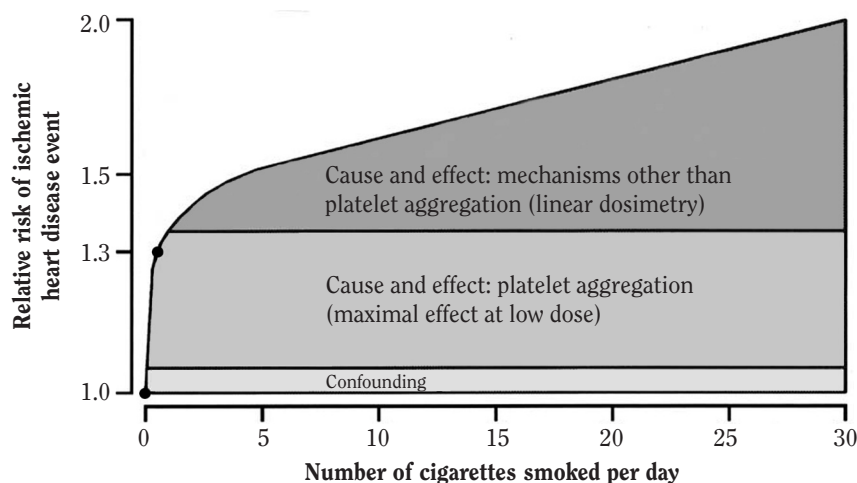 2.0
1.5
1.3
1.0
Relative risk of ischemic
heart disease event
Cause and effect: mechanisms other than
platelet aggregation (linear dosimetry)
Cause and effect: platelet aggregation
(maximal effect at low dose)
Confounding
0 5 10 15 20 25 30
Number of cigarettes smoked per day